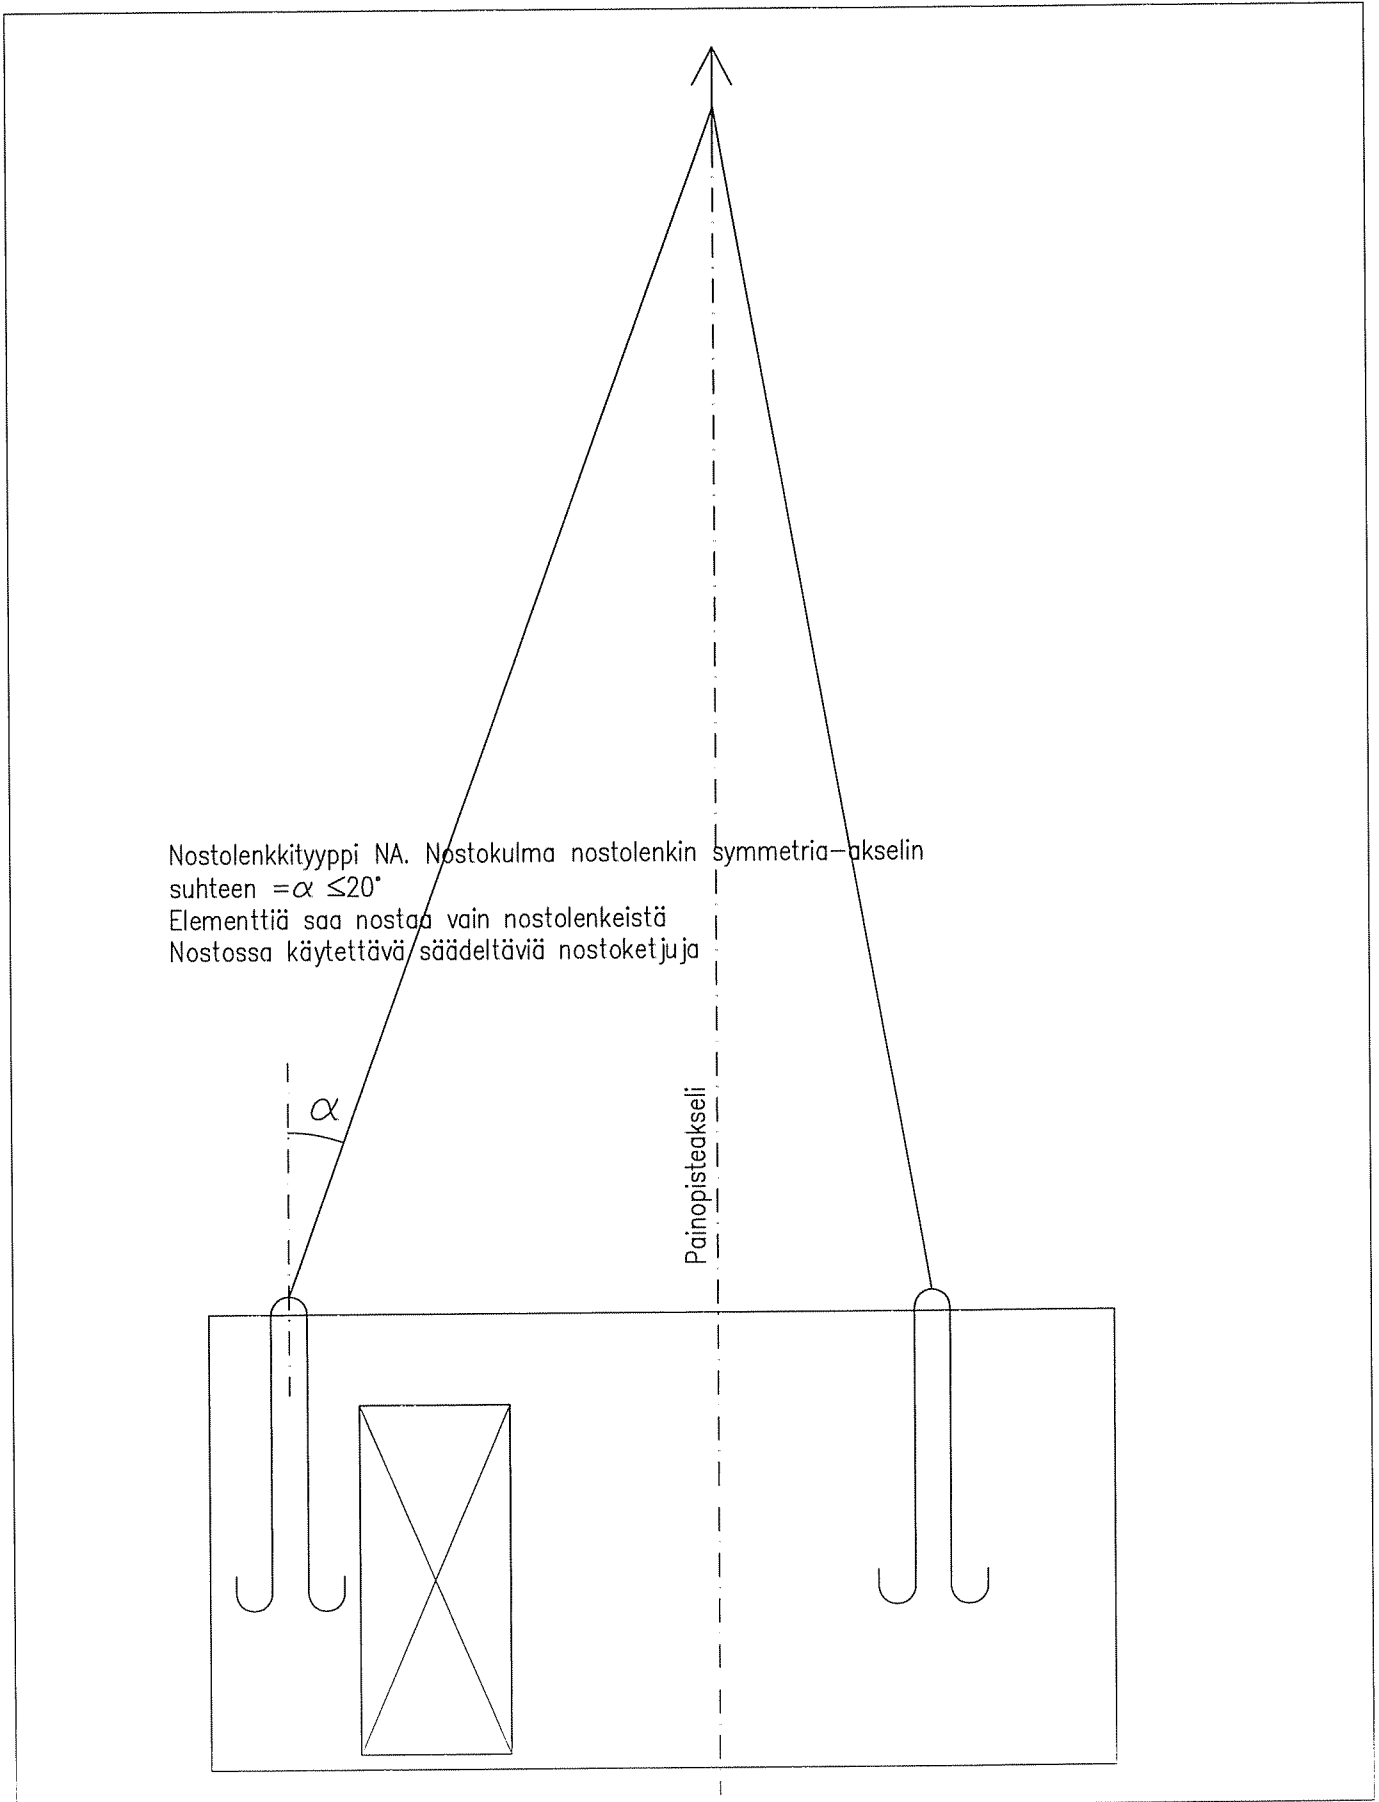 Nostolenkkityyppi NA. Nostokulma nostolenkin symmetria-akselin
suhteen =α ≤20°
Elementtiä saa nostaa vain nostolenkeistä
Nostossa käytettävä säädeltäviä nostoketjuja
α
Painopisteakseli